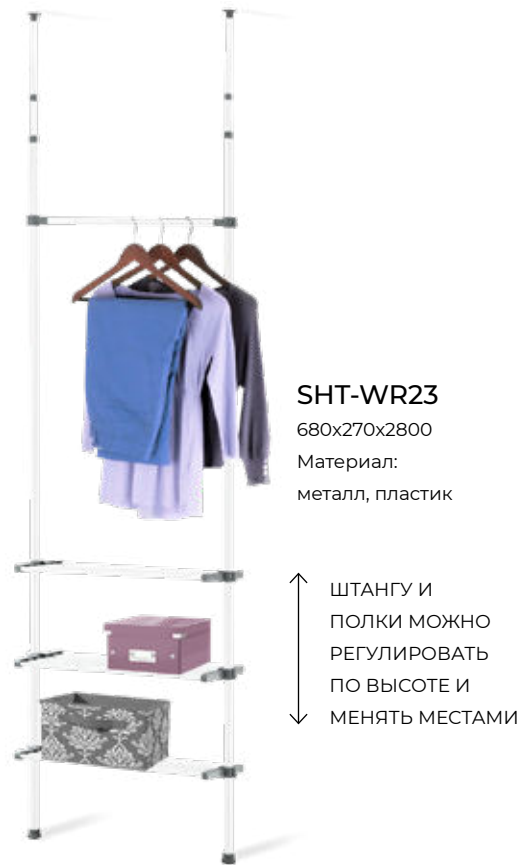 SHT-WR23
680x270x2800
Материал:
металл, пластик
ШТАНГУ И
ПОЛКИ МОЖНО
РЕГУЛИРОВАТЬ
ПО ВЫСОТЕ И
МЕНЯТЬ МЕСТАМИ